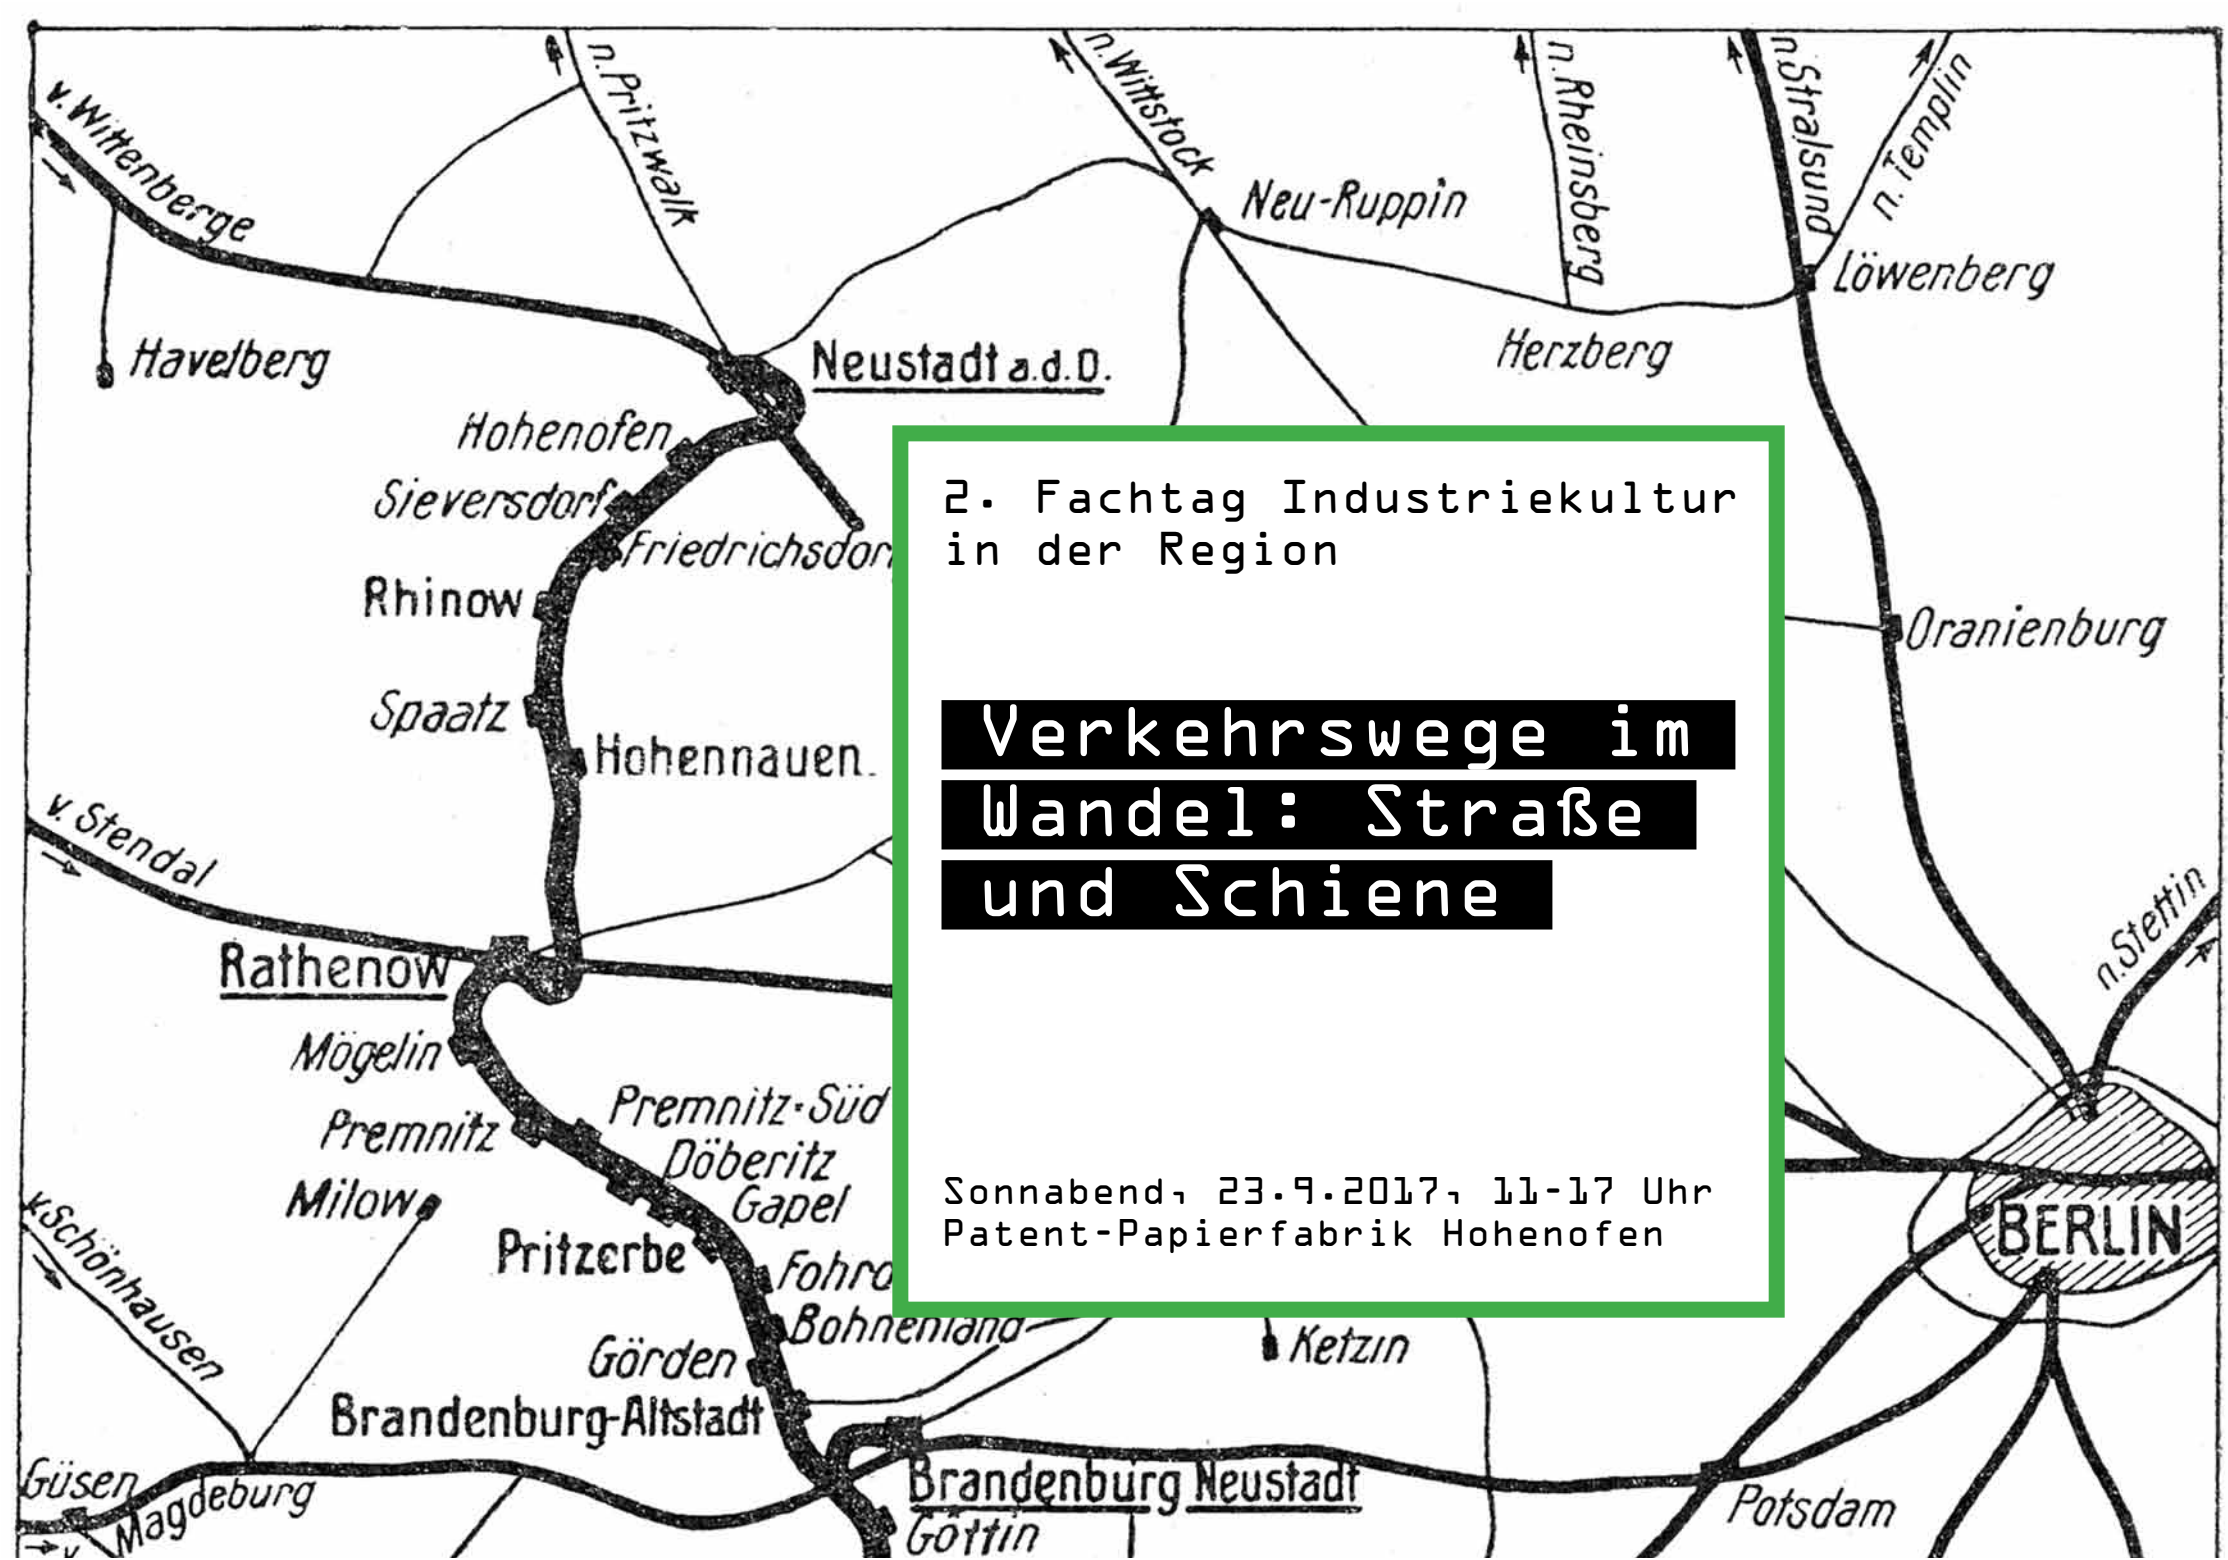 v. Wittenberge
n. Pritzwalk
n. Wittstock
n. Rheinsberg
n. Stralsund
n. Templin
Neu-Ruppin
Löwenberg
Havelberg
Neustadt a.d.D.
Herzberg
Hohenofen
Sieversdorf
2. Fachtag Industriekultur
in der Region
Rhinow
Oranienburg
Spaatz
Hohennauen.
Verkehrswege im
Wandel: Straße
und Schiene
v. Stendal
n. Stettin
Rathenow
Mögelin
Premnitz-Süd
Premnitz
Döberitz
Milow
Gapel
Sonnabend, 23.9.2017, 11-17 Uhr
Patent-Papierfabrik Hohenofen
BERLIN
v. Schönhausen
Pritzerbe
Bohnenland
Görden
Ketzin
Brandenburg-Altstadt
Güsen
Magdeburg
Brandenburg Neustadt
Potsdam
Göttin
v.